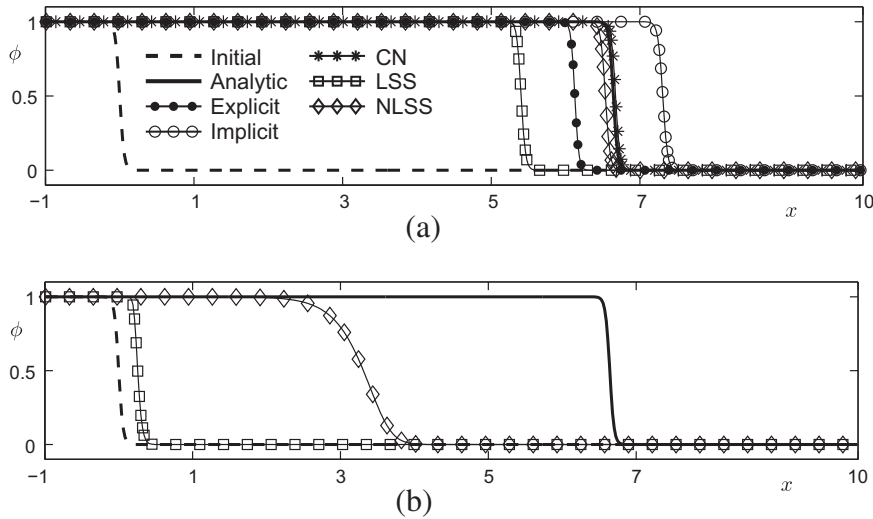 1
ϕ
0.5
0
Initial
Analytic
Explicit
Implicit
CN
LSS
NLSS
−1 1 3 5 7 10
x
(a)
1
ϕ
0.5
0
−1 1 3 5 7 10
x
(b)